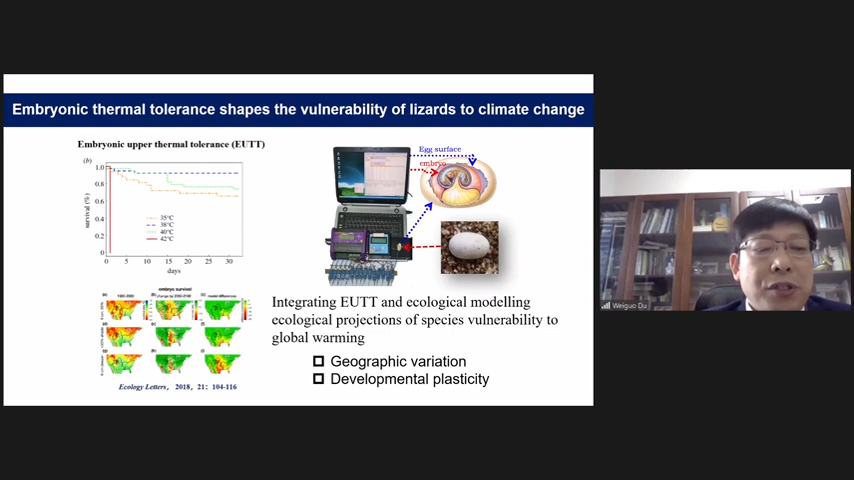 Embryonic thermal tolerance shapes the vulnerability of lizards to climate change
Embryonic upper thermal tolerance (EUTT)
(b)
1.0
0.8
0.6
0.4
0.2
0
survival (%)
35°C
38°C
40°C
42°C
0 5 10 15 20 25 30
days
Egg surface
embryo
embryo survival
Integrating EUTT and ecological modelling
ecological projections of species vulnerability to
global warming
Geographic variation
Developmental plasticity
Ecology Letters, 2018, 21: 104-116
Weiguo Du